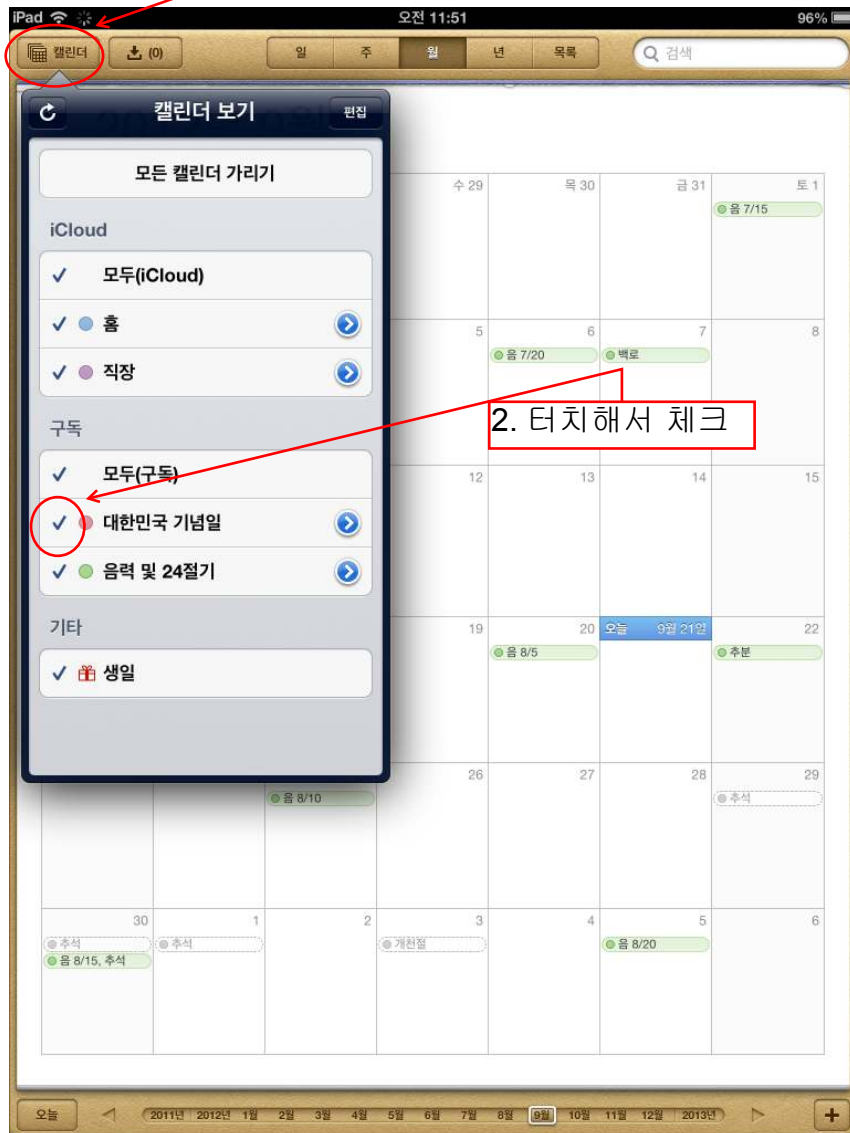 iPad 오전 11:51 96%
캘린더 (0) 일 주 월 년 목록 검색
캘린더 보기 편집
모든 캘린더 가리기
iCloud
✓ 모두(iCloud)
✓ 홈
✓ 직장
구독
✓ 모두(구독)
✓ 대한민국 기념일
✓ 음력 및 24절기
기타
✓ 생일
수 29 목 30 금 31 토 1
음 7/15
5 6 7 8
음 7/20 백로
2. 터치해서 체크
12 13 14 15
19 20 오늘 9월 21일 22
음 8/5 추분
26 27 28 29
음 8/10 추석
30 1 2 3 4 5 6
추석 추석 개천절 음 8/20
음 8/15, 추석
오늘 2011년 2012년 1월 2월 3월 4월 5월 6월 7월 8월 9월 10월 11월 12월 2013년 +